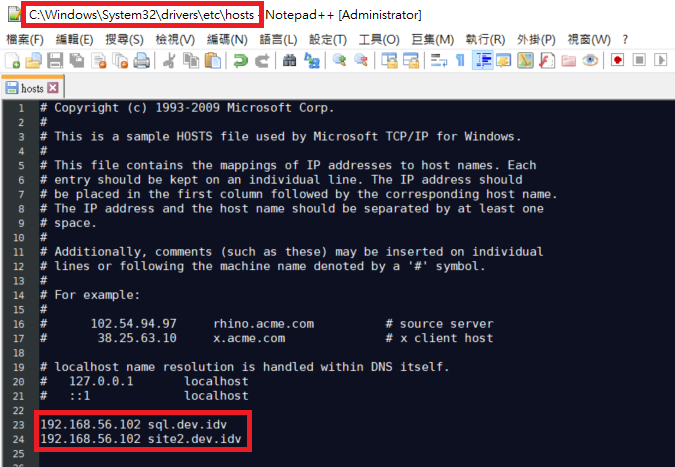 C:\Windows\System32\drivers\etc\hosts - Notepad++ [Administrator]
檔案(F) 編輯(E) 搜尋(S) 檢視(V) 編碼(N) 語言(L) 設定(T) 工具(O) 巨集(M) 執行(R) 外掛(P) 視窗(W) ?
hosts
1 # Copyright (c) 1993-2009 Microsoft Corp.
2 #
3 # This is a sample HOSTS file used by Microsoft TCP/IP for Windows.
4 #
5 # This file contains the mappings of IP addresses to host names. Each
6 # entry should be kept on an individual line. The IP address should
7 # be placed in the first column followed by the corresponding host name.
8 # The IP address and the host name should be separated by at least one
9 # space.
10 #
11 # Additionally, comments (such as these) may be inserted on individual
12 # lines or following the machine name denoted by a '#' symbol.
13 #
14 # For example:
15 #
16 #      102.54.94.97     rhino.acme.com          # source server
17 #       38.25.63.10     x.acme.com              # x client host
18
19 # localhost name resolution is handled within DNS itself.
20 #   127.0.0.1       localhost
21 #   ::1             localhost
22
23 192.168.56.102 sql.dev.idv
24 192.168.56.102 site2.dev.idv
25